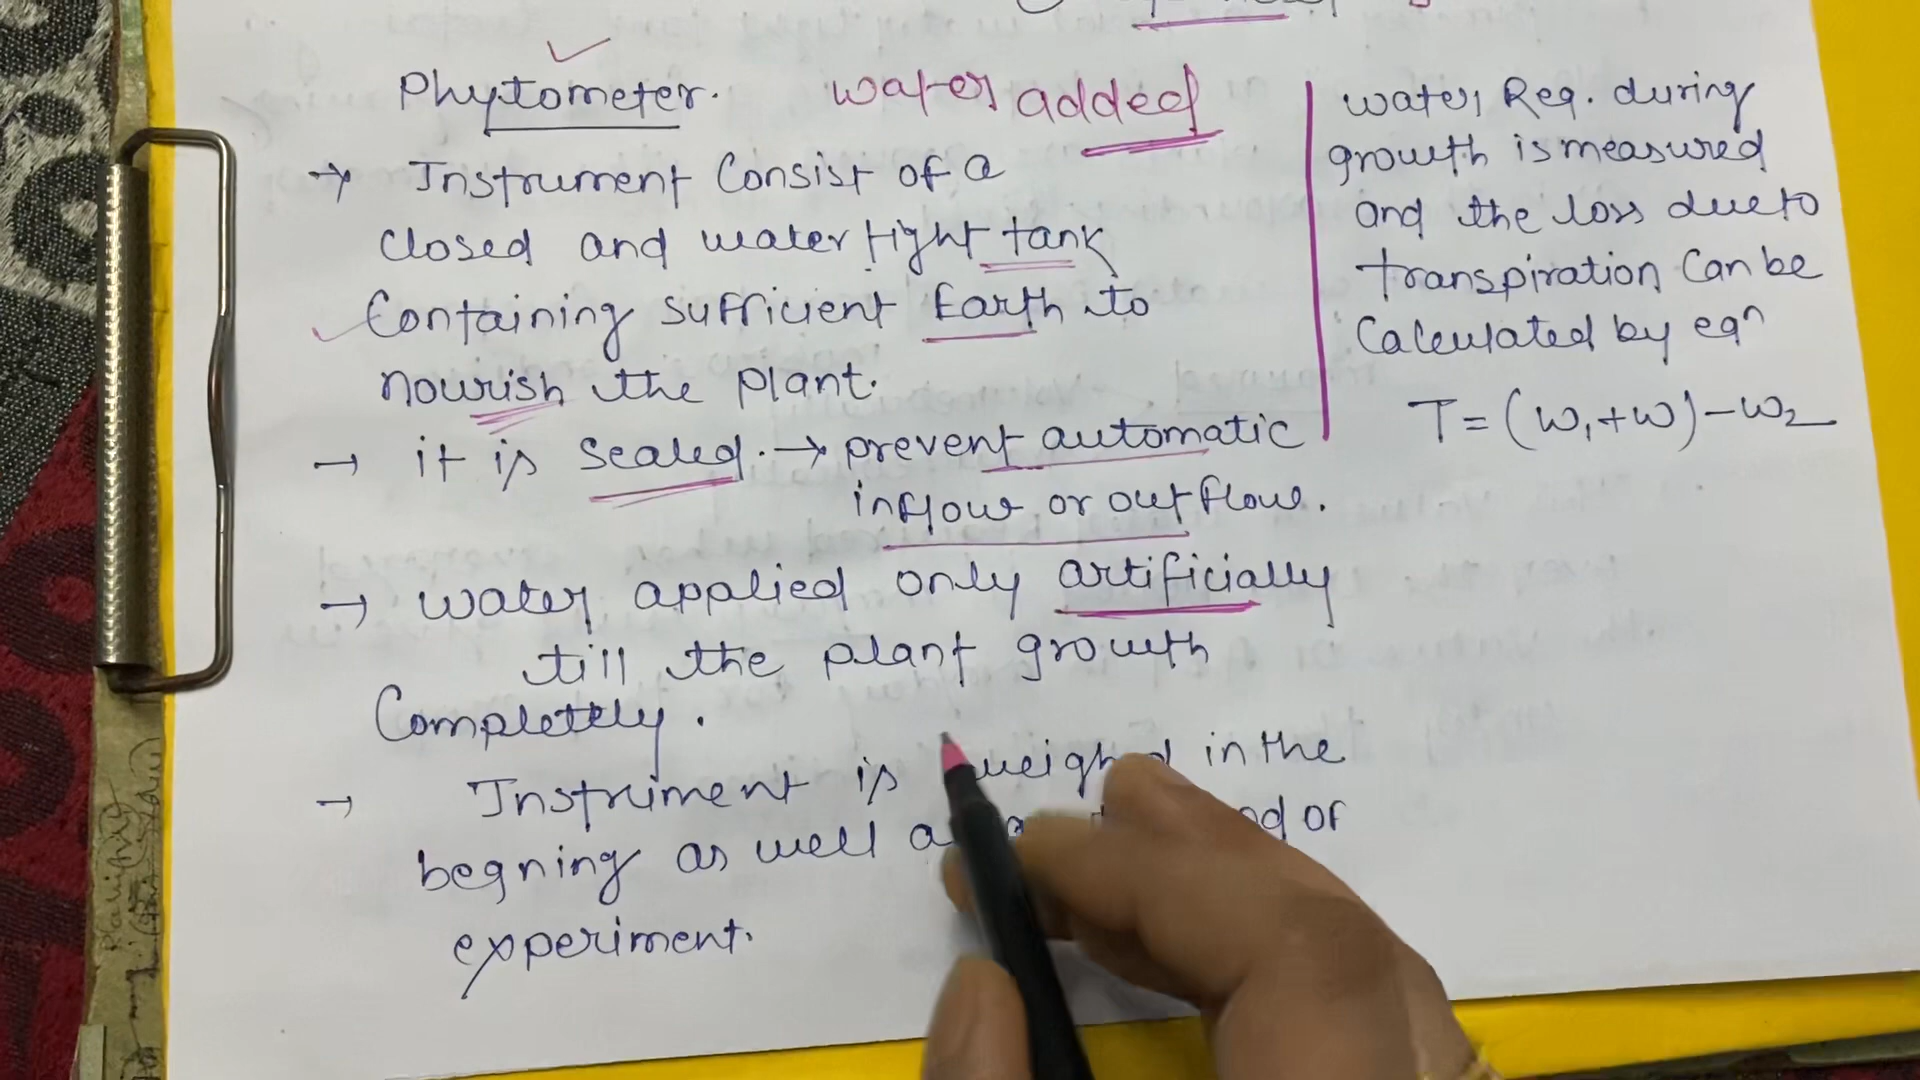 Phytometer.
water added
→ Instrument Consist of a
closed and water tight tank
Containing sufficient Earth to
nourish the plant.
→ it is sealed. → prevent automatic
inflow or outflow.
→ water applied only artificially
till the plant growth
Completely.
→ Instrument is weighed in the
begning as well end of
experiment.
water Req. during
growth is measured
and the loss due to
transpiration can be
Calculated by eqn
T = (w₁+w) - w₂